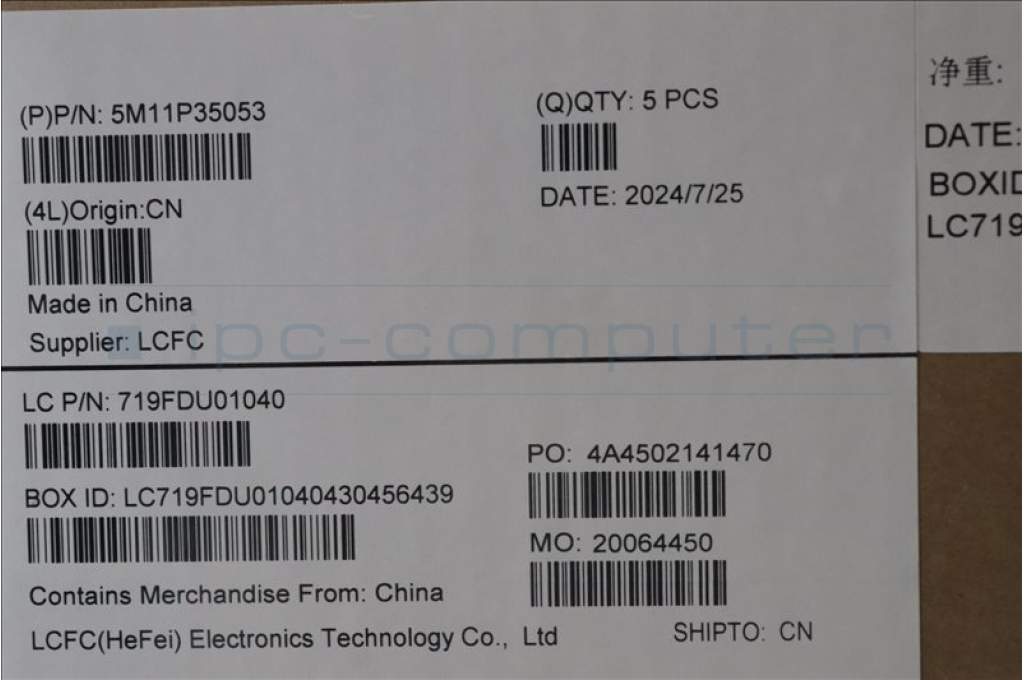 (P)P/N: 5M11P35053
(Q)QTY: 5 PCS
DATE: 2024/7/25
(4L)Origin:CN
Made in China
Supplier: LCFC
ipc-computer
LC P/N: 719FDU01040
BOX ID: LC719FDU01040430456439
PO: 4A4502141470
MO: 20064450
Contains Merchandise From: China
LCFC(HeFei) Electronics Technology Co., Ltd
SHIPTO: CN
净重:
DATE:
BOXID
LC719